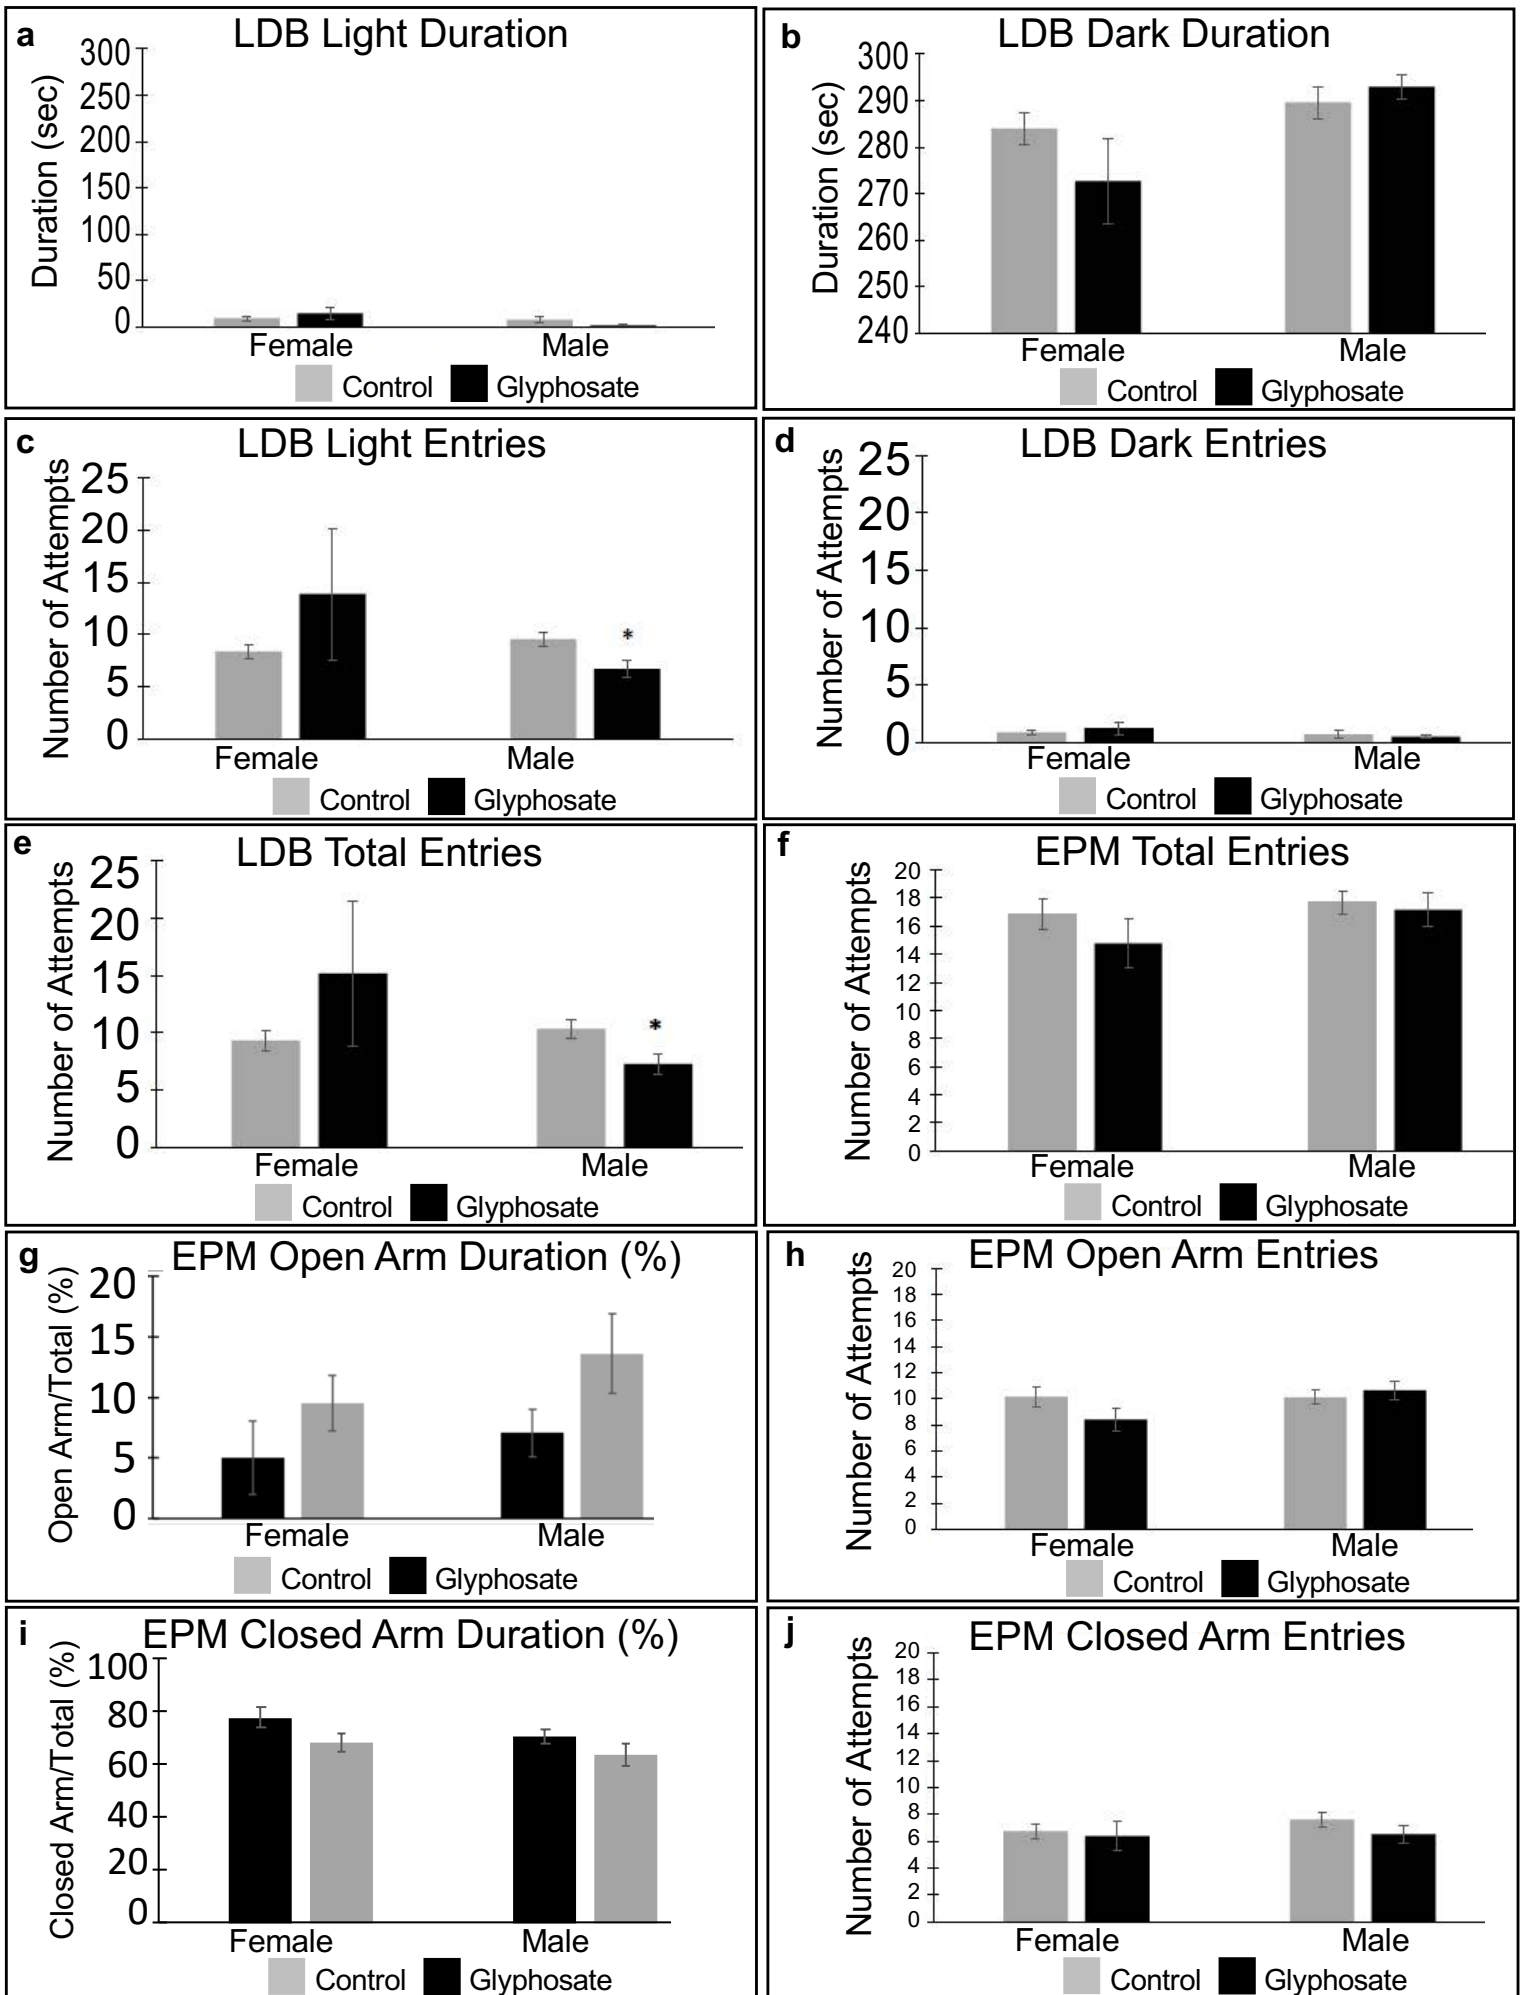 a
LDB Light Duration
Duration (sec)
300
250
200
150
100
50
0
Female
Male
Control
Glyphosate
b
LDB Dark Duration
Duration (sec)
300
290
280
270
260
250
240
Female
Male
Control
Glyphosate
c
LDB Light Entries
Number of Attempts
25
20
15
10
5
0
*
Female
Male
Control
Glyphosate
d
LDB Dark Entries
Number of Attempts
25
20
15
10
5
0
Female
Male
Control
Glyphosate
e
LDB Total Entries
Number of Attempts
25
20
15
10
5
0
*
Female
Male
Control
Glyphosate
f
EPM Total Entries
Number of Attempts
20
18
16
14
12
10
8
6
4
2
0
Female
Male
Control
Glyphosate
g
EPM Open Arm Duration (%)
Open Arm/Total (%)
20
15
10
5
0
Female
Male
Control
Glyphosate
h
EPM Open Arm Entries
Number of Attempts
20
18
16
14
12
10
8
6
4
2
0
Female
Male
Control
Glyphosate
i
EPM Closed Arm Duration (%)
Closed Arm/Total (%)
100
80
60
40
20
0
Female
Male
Control
Glyphosate
j
EPM Closed Arm Entries
Number of Attempts
20
18
16
14
12
10
8
6
4
2
0
Female
Male
Control
Glyphosate